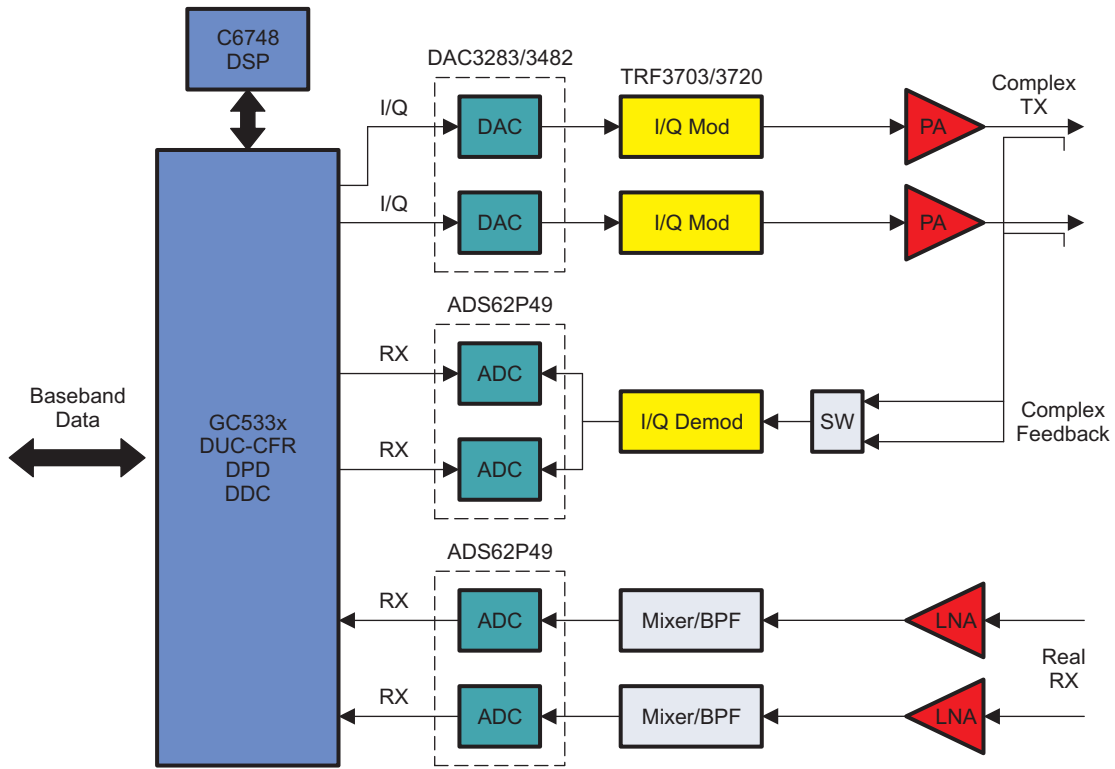 C6748
DSP
DAC3283/3482
TRF3703/3720
Complex
TX
I/Q
DAC
I/Q Mod
PA
I/Q
DAC
I/Q Mod
PA
ADS62P49
RX
ADC
Baseband
Data
GC533x
DUC-CFR
DPD
DDC
I/Q Demod
SW
Complex
Feedback
RX
ADC
ADS62P49
RX
ADC
Mixer/BPF
LNA
Real
RX
RX
ADC
Mixer/BPF
LNA